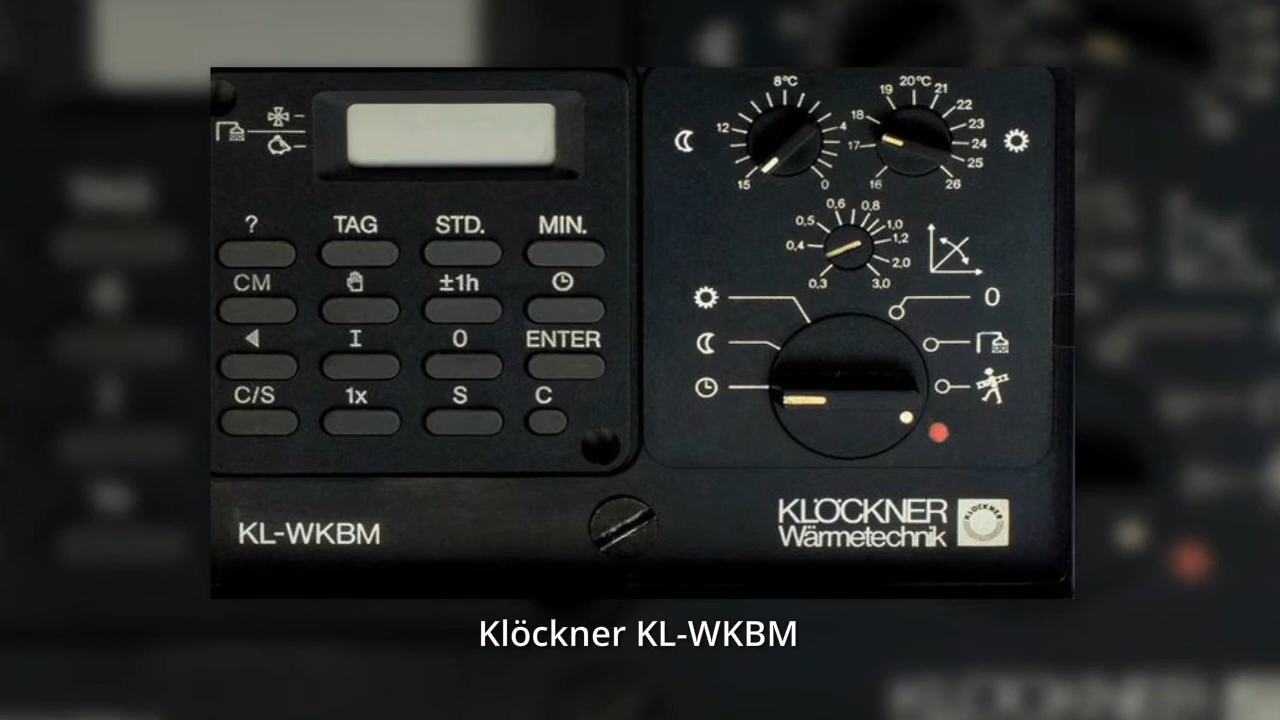 ? TAG STD. MIN.
CM ±1h
I 0 ENTER
C/S 1x S C
KL-WKBM
8°C
12 4
15 0
20°C
19 21
18 22
17 23
24
25
16 26
0,6 0,8
0,5 1,0
0,4 1,2
2,0
0,3 3,0
0
KLÖCKNER
Wärmetechnik
KLÖCKNER
Klöckner KL-WKBM